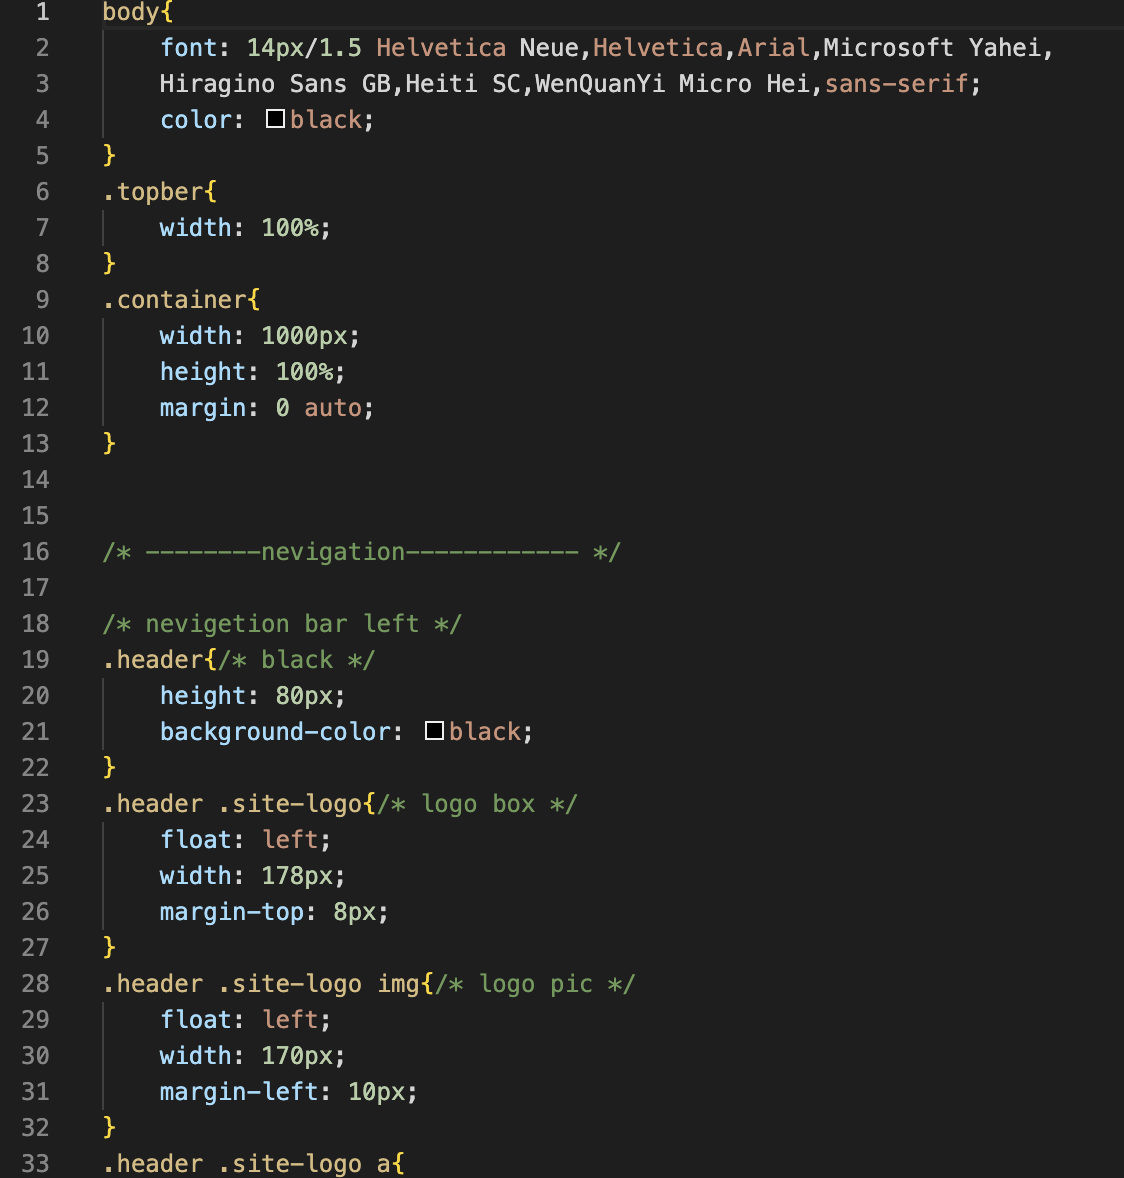 1 body{
2 font: 14px/1.5 Helvetica Neue,Helvetica,Arial,Microsoft Yahei,
3 Hiragino Sans GB,Heiti SC,WenQuanYi Micro Hei,sans-serif;
4 color: black;
5 }
6 .topber{
7 width: 100%;
8 }
9 .container{
10 width: 1000px;
11 height: 100%;
12 margin: 0 auto;
13 }
14
15
16 /* --------nevigation------------ */
17
18 /* nevigetion bar left */
19 .header{/* black */
20 height: 80px;
21 background-color: black;
22 }
23 .header .site-logo{/* logo box */
24 float: left;
25 width: 178px;
26 margin-top: 8px;
27 }
28 .header .site-logo img{/* logo pic */
29 float: left;
30 width: 170px;
31 margin-left: 10px;
32 }
33 .header .site-logo a{